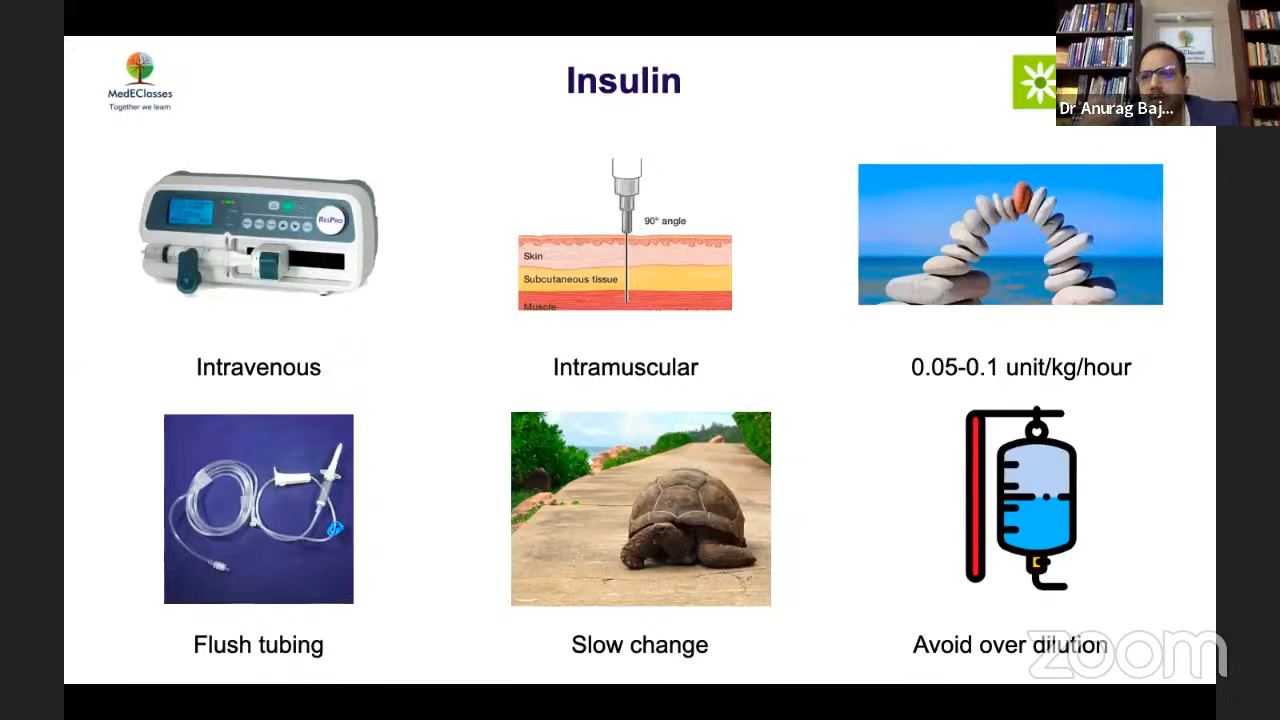 MedEClasses
Together we learn
Insulin
Dr Anurag Baj...
ResPro
90° angle
Skin
Subcutaneous tissue
Muscle
Intravenous
Intramuscular
0.05-0.1 unit/kg/hour
Flush tubing
Slow change
Avoid over dilution
zoom